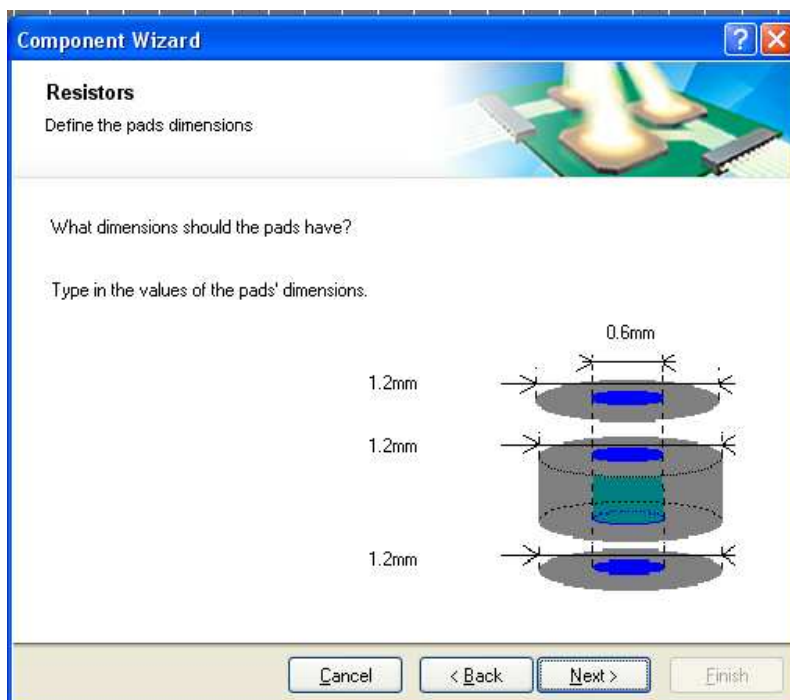 Component Wizard
Resistors
Define the pads dimensions
What dimensions should the pads have?
Type in the values of the pads' dimensions.
0.6mm
1.2mm
1.2mm
1.2mm
Cancel
< Back
Next >
Finish